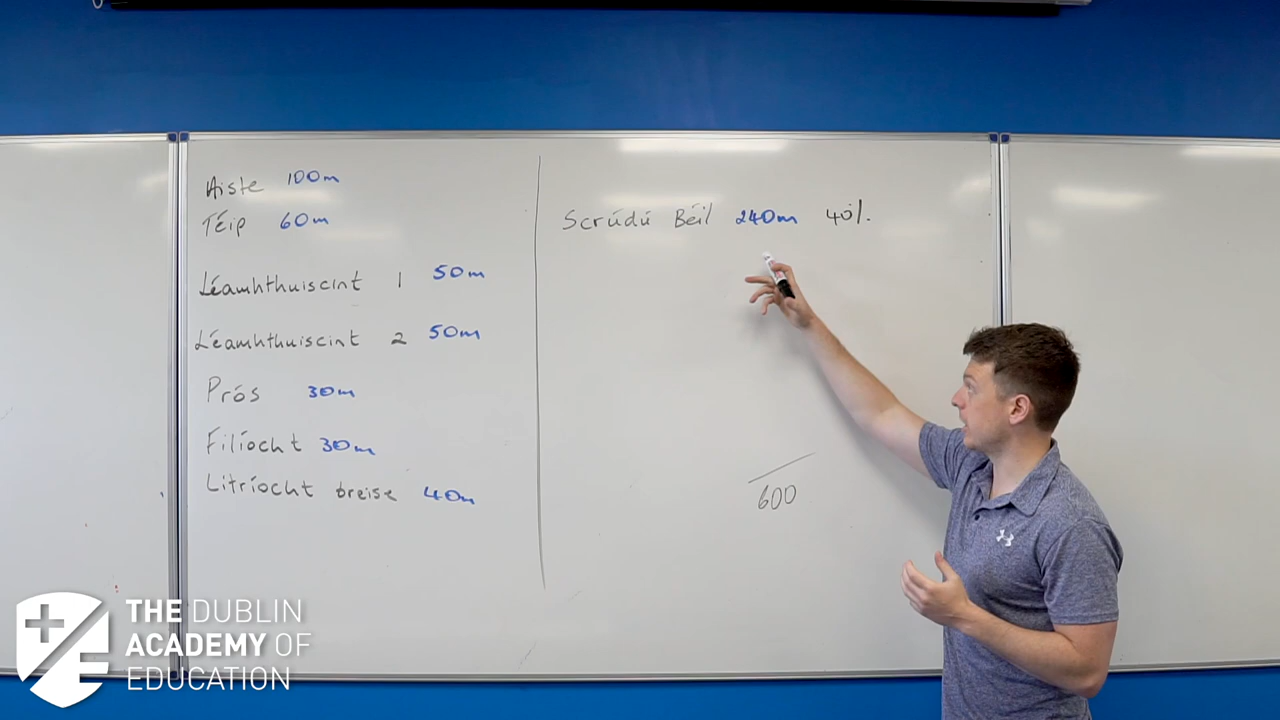 Aiste 100m
Téip 60m
Léamhthuiscint 1 50m
Léamhthuiscint 2 50m
Prós 30m
Filíocht 30m
Litríocht breise 40m
Scrúdú Béil 240m 40%
600
THE DUBLIN
ACADEMY OF
EDUCATION